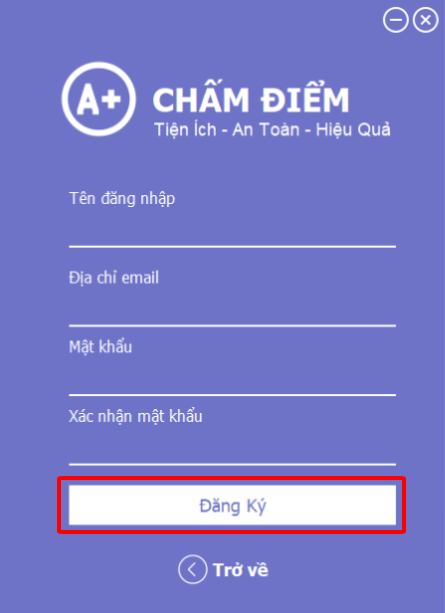 A+
CHẤM ĐIỂM
Tiện Ích - An Toàn - Hiệu Quả
Tên đăng nhập
Địa chỉ email
Mật khẩu
Xác nhận mật khẩu
Đăng Ký
Trở về